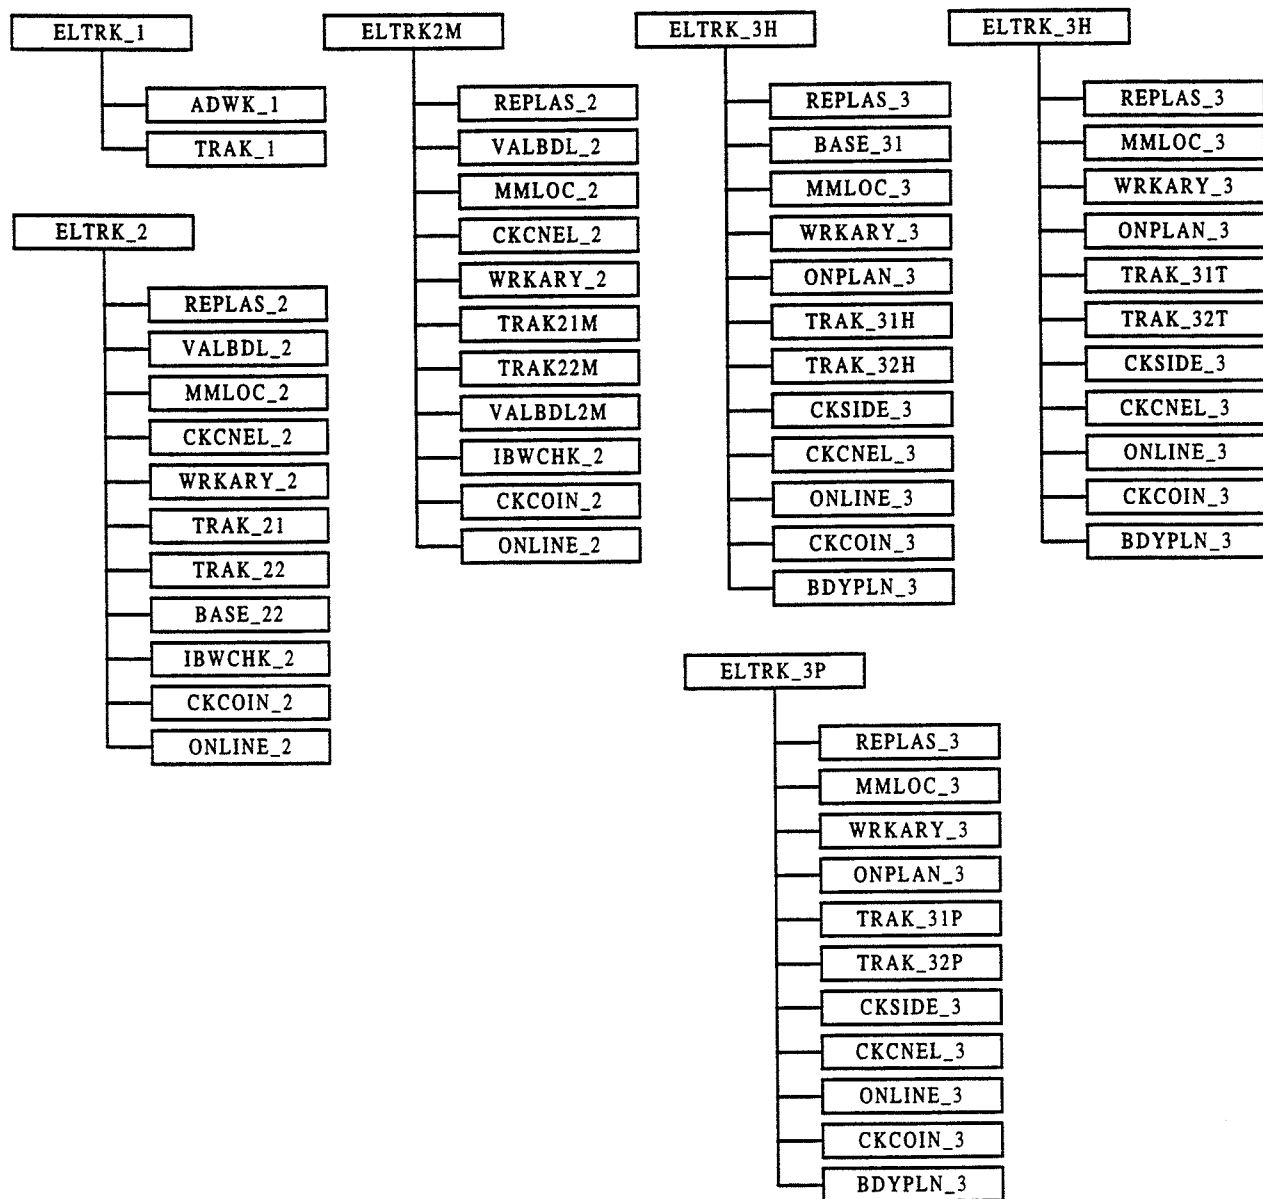 ELTRK_1
ADWK_1
TRAK_1
ELTRK_2
REPLAS_2
VALBDL_2
MMLOC_2
CKCNEL_2
WRKARY_2
TRAK_21
TRAK_22
BASE_22
IBWCHK_2
CKCOIN_2
ONLINE_2
ELTRK2M
REPLAS_2
VALBDL_2
MMLOC_2
CKCNEL_2
WRKARY_2
TRAK21M
TRAK22M
VALBDL2M
IBWCHK_2
CKCOIN_2
ONLINE_2
ELTRK_3H
REPLAS_3
BASE_31
MMLOC_3
WRKARY_3
ONPLAN_3
TRAK_31H
TRAK_32H
CKSIDE_3
CKCNEL_3
ONLINE_3
CKCOIN_3
BDYPLN_3
ELTRK_3H
REPLAS_3
MMLOC_3
WRKARY_3
ONPLAN_3
TRAK_31T
TRAK_32T
CKSIDE_3
CKCNEL_3
ONLINE_3
CKCOIN_3
BDYPLN_3
ELTRK_3P
REPLAS_3
MMLOC_3
WRKARY_3
ONPLAN_3
TRAK_31P
TRAK_32P
CKSIDE_3
CKCNEL_3
ONLINE_3
CKCOIN_3
BDYPLN_3